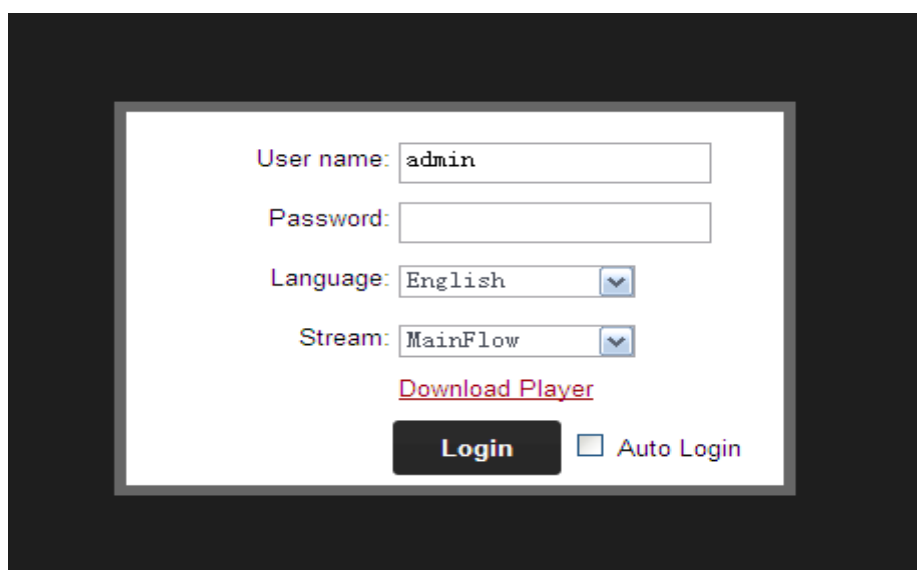 User name: admin
Password:
Language: English
Stream: MainFlow
Download Player
Login Auto Login